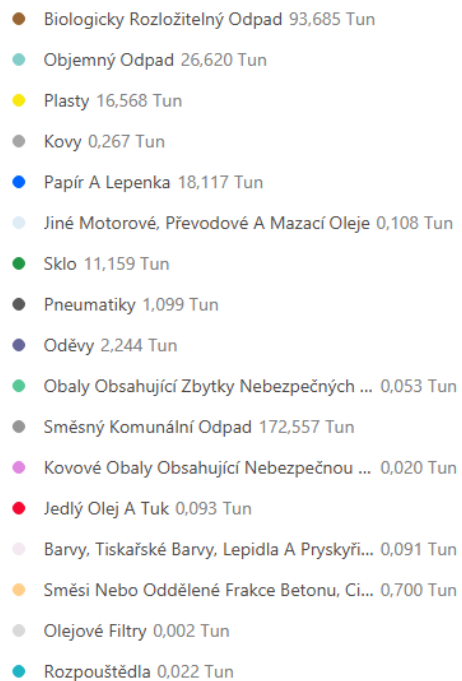 Biologicky Rozložitelný Odpad 93,685 Tun
Objemný Odpad 26,620 Tun
Plasty 16,568 Tun
Kovy 0,267 Tun
Papír A Lepenka 18,117 Tun
Jiné Motorové, Převodové A Mazací Oleje 0,108 Tun
Sklo 11,159 Tun
Pneumatiky 1,099 Tun
Oděvy 2,244 Tun
Obaly Obsahující Zbytky Nebezpečných ... 0,053 Tun
Směsný Komunální Odpad 172,557 Tun
Kovové Obaly Obsahující Nebezpečnou ... 0,020 Tun
Jedlý Olej A Tuk 0,093 Tun
Barvy, Tiskařské Barvy, Lepidla A Pryskyři... 0,091 Tun
Směsi Nebo Oddělené Frakce Betonu, Ci... 0,700 Tun
Olejové Filtry 0,002 Tun
Rozpouštědla 0,022 Tun